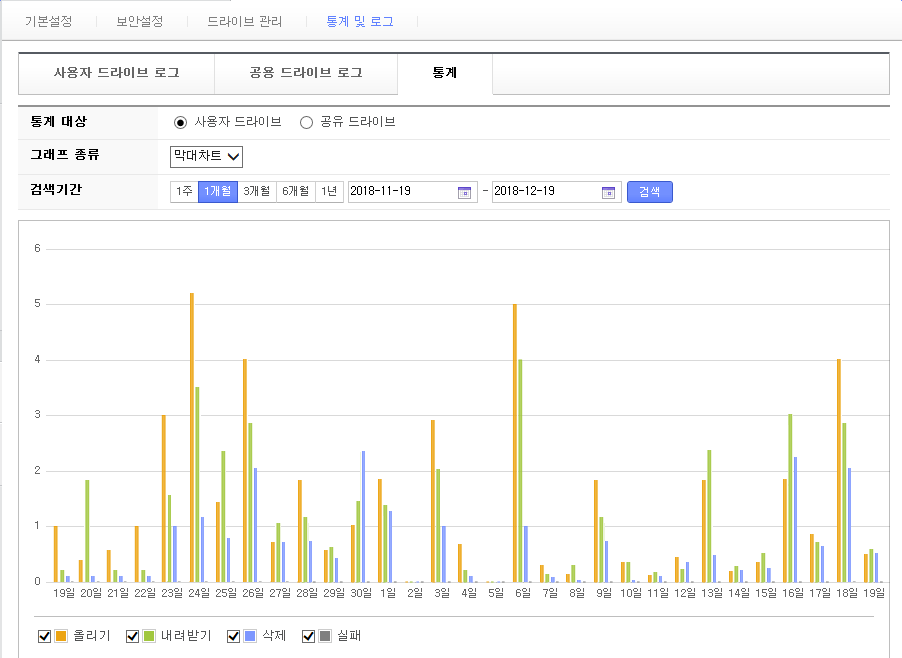 기본설정 보안설정 드라이브 관리 통계 및 로그
사용자 드라이브 로그 공용 드라이브 로그 통계
통계 대상 사용자 드라이브 공유 드라이브
그래프 종류 막대차트
검색기간 1주 1개월 3개월 6개월 1년 2018-11-19 - 2018-12-19 검색
6
5
4
3
2
1
0
19일 20일 21일 22일 23일 24일 25일 26일 27일 28일 29일 30일 1일 2일 3일 4일 5일 6일 7일 8일 9일 10일 11일 12일 13일 14일 15일 16일 17일 18일 19일
올리기 내려받기 삭제 실패